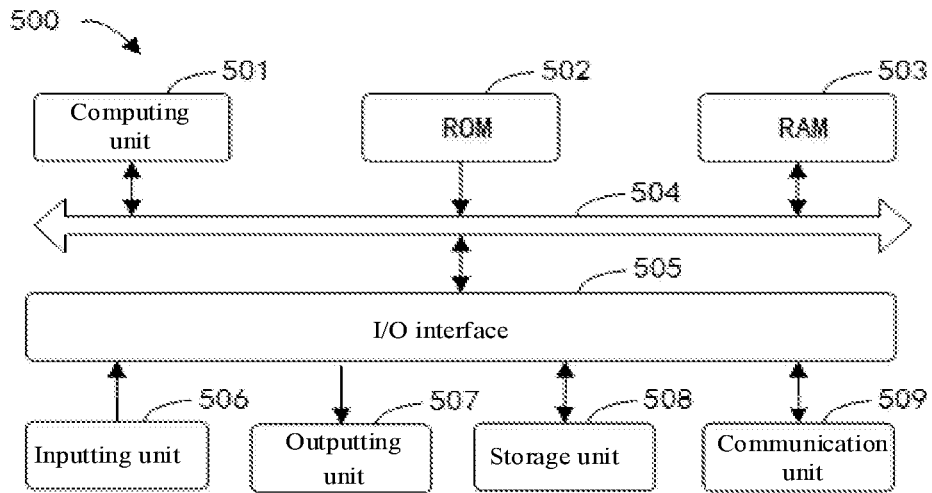 500
501
502
503
Computing
unit
ROM
RAM
504
505
I/O interface
506
507
508
509
Inputting unit
Outputting
unit
Storage unit
Communication
unit